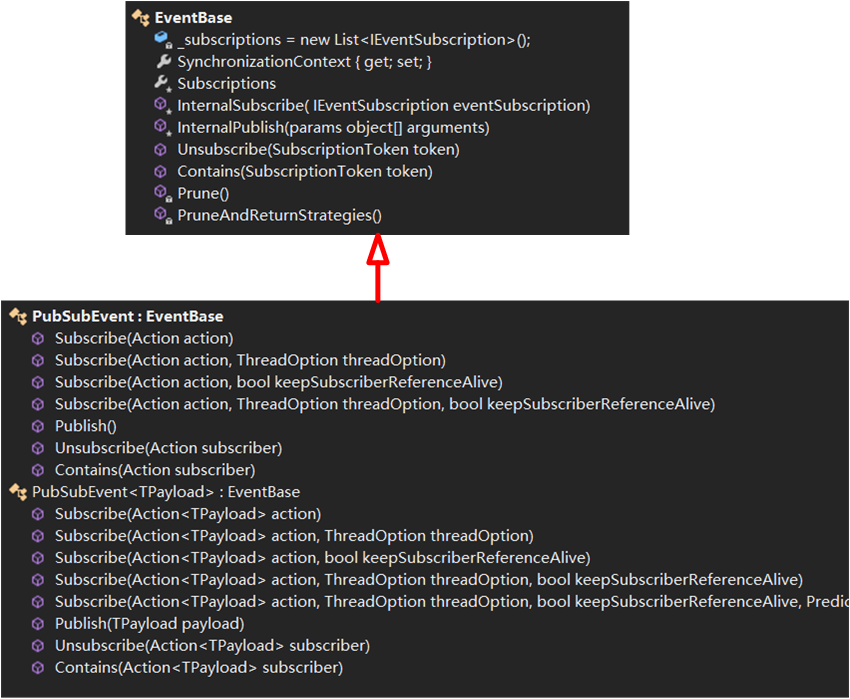 EventBase
_subscriptions = new List<IEventSubscription>();
SynchronizationContext { get; set; }
Subscriptions
InternalSubscribe( IEventSubscription eventSubscription)
InternalPublish(params object[] arguments)
Unsubscribe(SubscriptionToken token)
Contains(SubscriptionToken token)
Prune()
PruneAndReturnStrategies()
PubSubEvent : EventBase
Subscribe(Action action)
Subscribe(Action action, ThreadOption threadOption)
Subscribe(Action action, bool keepSubscriberReferenceAlive)
Subscribe(Action action, ThreadOption threadOption, bool keepSubscriberReferenceAlive)
Publish()
Unsubscribe(Action subscriber)
Contains(Action subscriber)
PubSubEvent<TPayload> : EventBase
Subscribe(Action<TPayload> action)
Subscribe(Action<TPayload> action, ThreadOption threadOption)
Subscribe(Action<TPayload> action, bool keepSubscriberReferenceAlive)
Subscribe(Action<TPayload> action, ThreadOption threadOption, bool keepSubscriberReferenceAlive)
Subscribe(Action<TPayload> action, ThreadOption threadOption, bool keepSubscriberReferenceAlive,
Publish(TPayload payload)
Unsubscribe(Action<TPayload> subscriber)
Contains(Action<TPayload> subscriber)